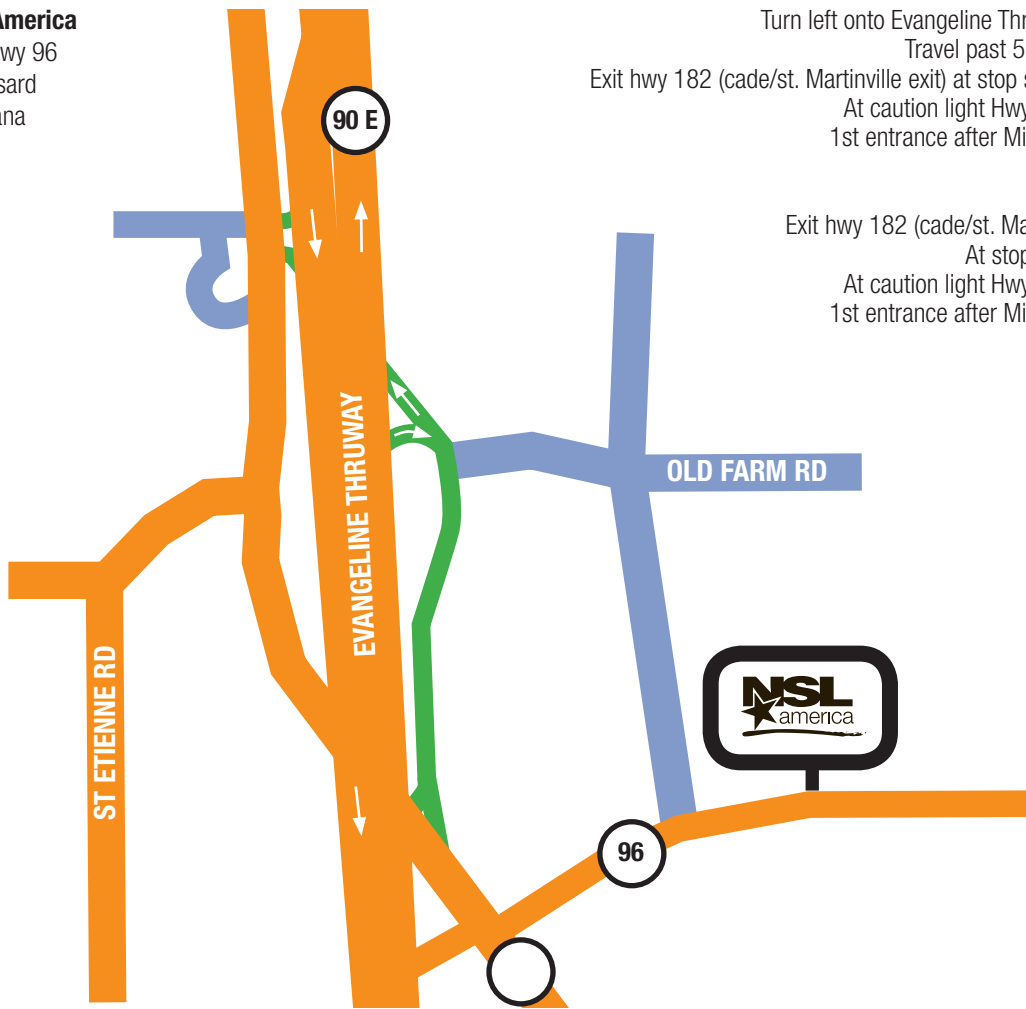 America
wy 96
sard
ana
Turn left onto Evangeline Thr
Travel past 5
Exit hwy 182 (cade/st. Martinville exit) at stop s
At caution light Hwy
1st entrance after Mi
Exit hwy 182 (cade/st. Ma
At stop
At caution light Hwy
1st entrance after Mi
90 E
EVANGELINE THRUWAY
OLD FARM RD
ST ETIENNE RD
NSL
america
96